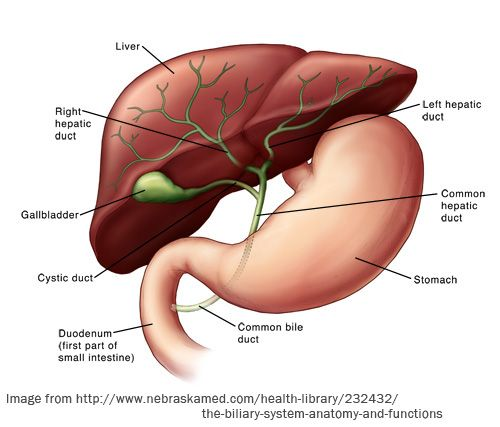 Liver
Right
hepatic
duct
Left hepatic
duct
Gallbladder
Common
hepatic
duct
Cystic duct
Stomach
Duodenum
(first part of
small intestine)
Common bile
duct
Image from http://www.nebraskamed.com/health-library/232432/
the-biliary-system-anatomy-and-functions